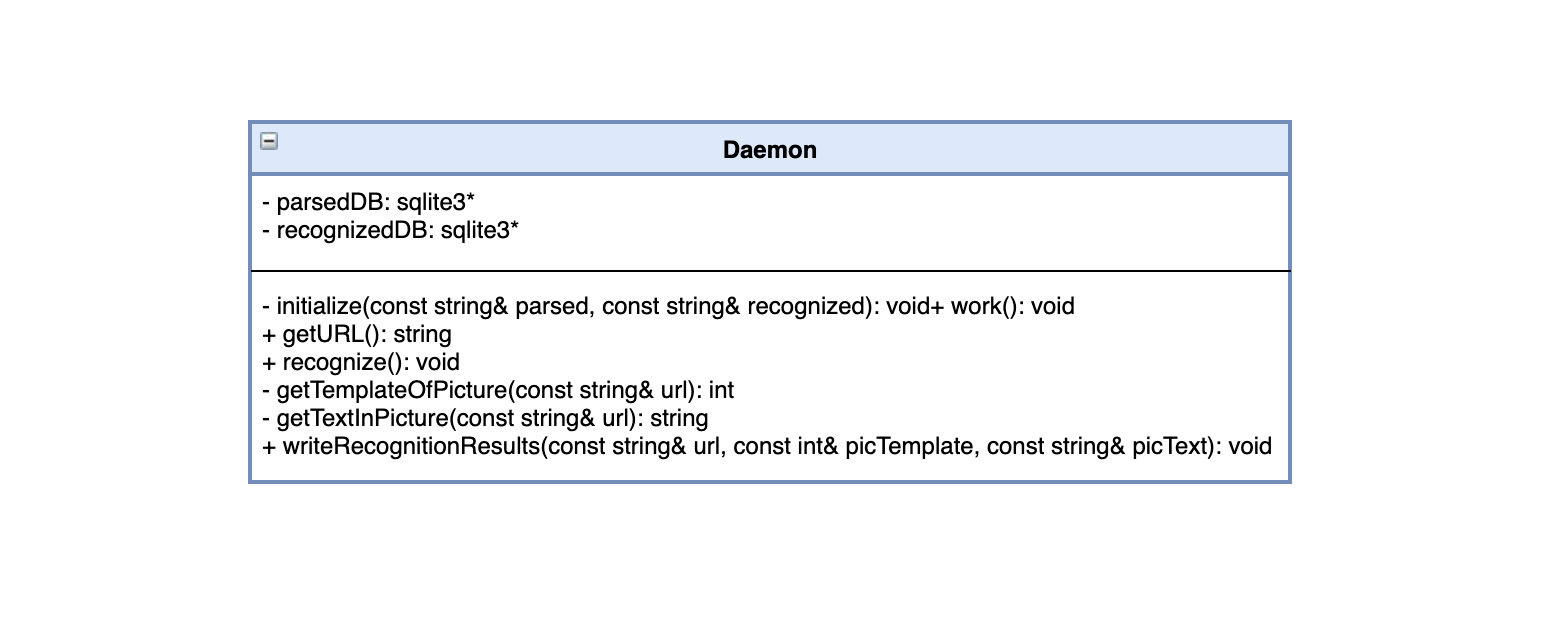 Daemon
- parsedDB: sqlite3*
- recognizedDB: sqlite3*
- initialize(const string& parsed, const string& recognized): void+ work(): void
+ getURL(): string
+ recognize(): void
- getTemplateOfPicture(const string& url): int
- getTextInPicture(const string& url): string
+ writeRecognitionResults(const string& url, const int& picTemplate, const string& picText): void